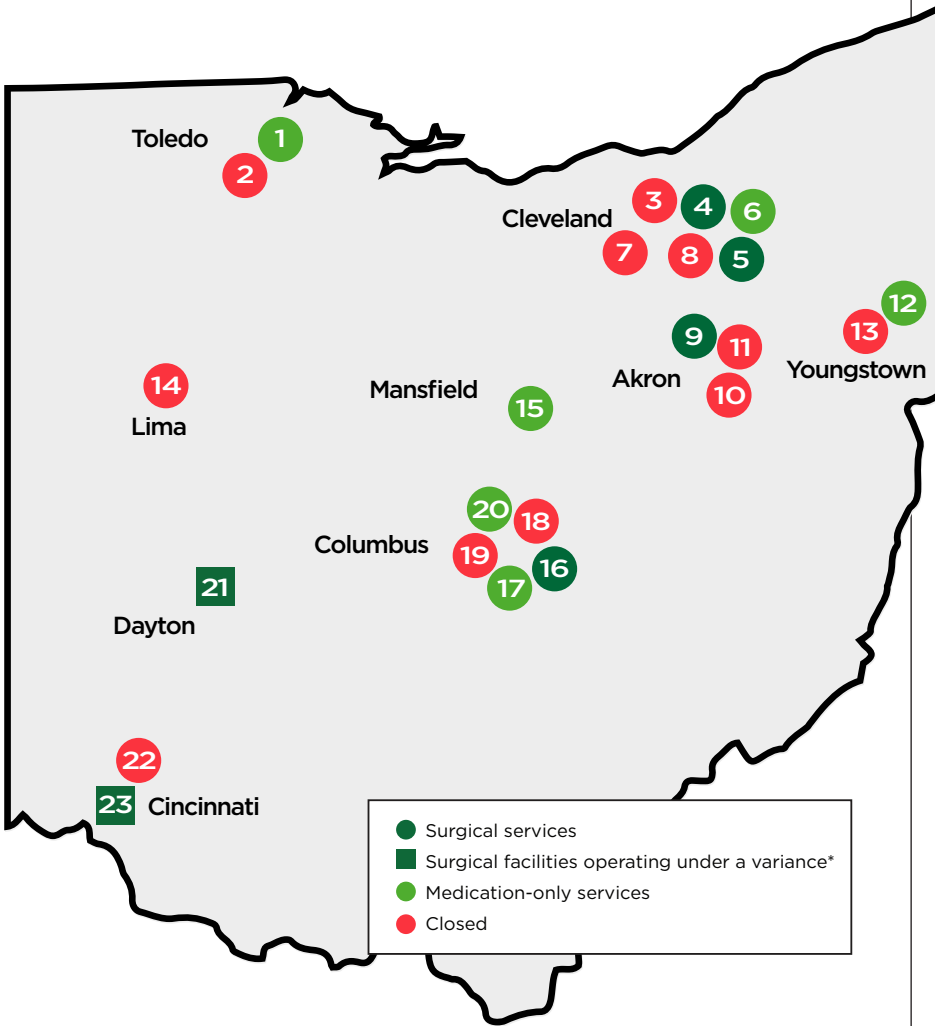 Toledo
1
2
Cleveland
3
4
6
7
8
5
12
13
Youngstown
9
11
Akron
10
14
Lima
Mansfield
15
20
18
Columbus
19
16
17
21
Dayton
22
23
Cincinnati
Surgical services
Surgical facilities operating under a variance*
Medication-only services
Closed